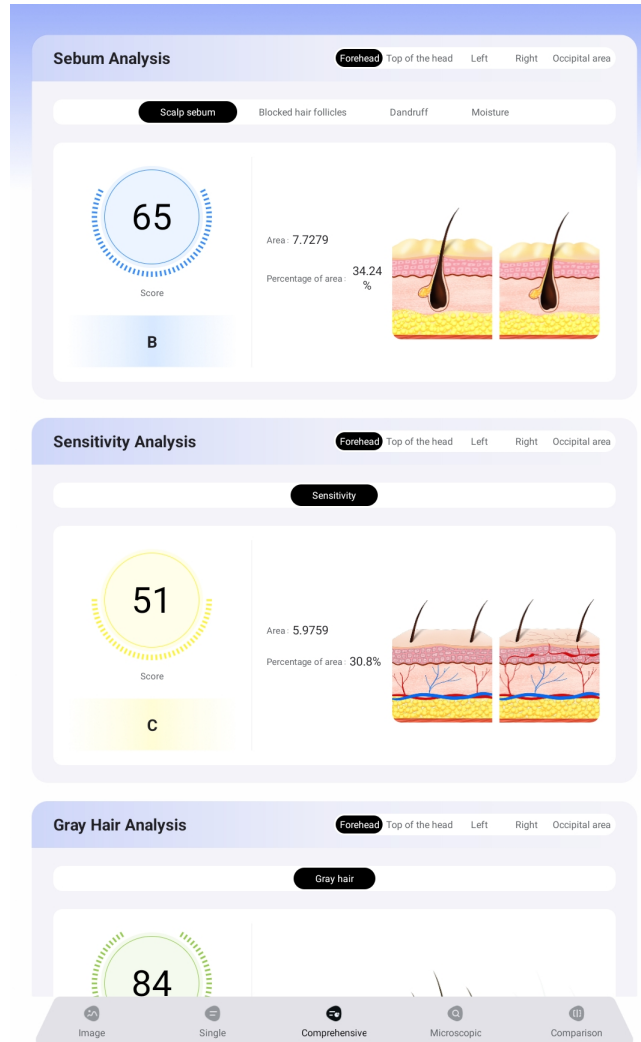 Sebum Analysis
Forehead Top of the head Left Right Occipital area
Scalp sebum Blocked hair follicles Dandruff Moisture
65
Score
B
Area : 7.7279
Percentage of area : 34.24
%
Sensitivity Analysis
Forehead Top of the head Left Right Occipital area
Sensitivity
51
Score
C
Area : 5.9759
Percentage of area : 30.8%
Gray Hair Analysis
Forehead Top of the head Left Right Occipital area
Gray hair
84
Image Single Comprehensive Microscopic Comparison